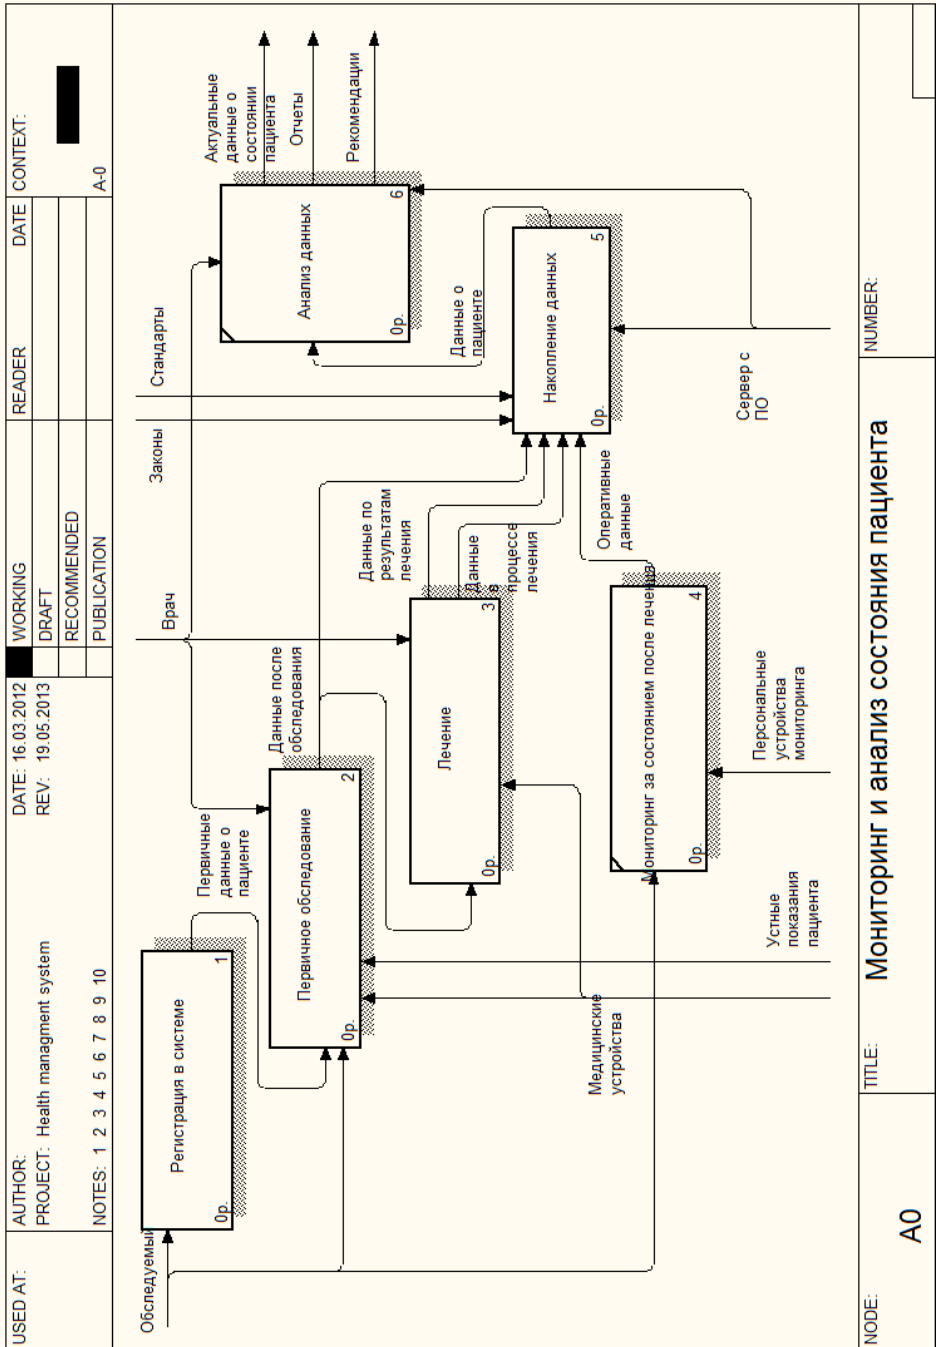 USED AT:
AUTHOR:
PROJECT: Health managment system
NOTES: 1 2 3 4 5 6 7 8 9 10
DATE: 16.03.2012
REV: 19.05.2013
WORKING
DRAFT
RECOMMENDED
PUBLICATION
READER
DATE
CONTEXT:
A-0
Обследуемый
Регистрация в системе
0р.
1
Первичные
данные о
пациенте
Первичное обследование
0р.
2
Данные после
обследования
Врач
Законы
Стандарты
Лечение
0р.
3
Данные по
результатам
лечения
Данные
в
процессе
лечения
Мониторинг за состоянием после лечения
0р.
4
Оперативные
данные
Накопление данных
0р.
5
Данные о
пациенте
Анализ данных
0р.
6
Актуальные
данные о
состоянии
пациента
Отчеты
Рекомендации
Медицинские
устройства
Устные
показания
пациента
Персональные
устройства
мониторинга
Сервер с
ПО
NODE:
A0
TITLE:
Мониторинг и анализ состояния пациента
NUMBER: